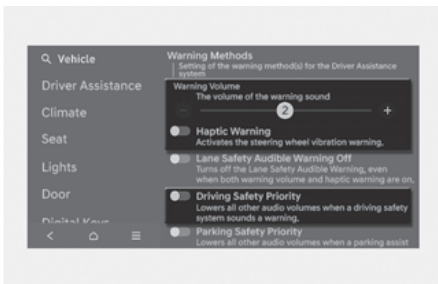 Vehicle
Driver Assistance
Climate
Seat
Lights
Door
Digital Keys
Warning Methods
Setting of the warning method(s) for the Driver Assistance
system
Warning Volume
The volume of the warning sound
2
Haptic Warning
Activates the steering wheel vibration warning.
Lane Safety Audible Warning Off
Turns off the Lane Safety Audible Warning, even
when both warning volume and haptic warning are on.
Driving Safety Priority
Lowers all other audio volumes when a driving safety
system sounds a warning.
Parking Safety Priority
Lowers all other audio volumes when a parking assist